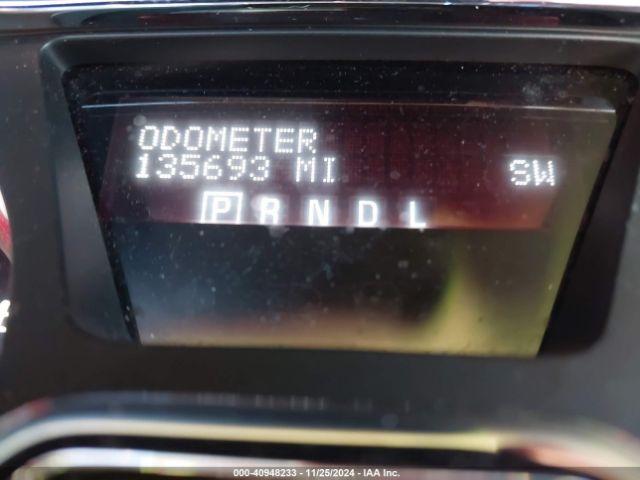 ODOMETER
135693 MI SW
P R N D L
000-40948233 - 11/25/2024 - IAA Inc.